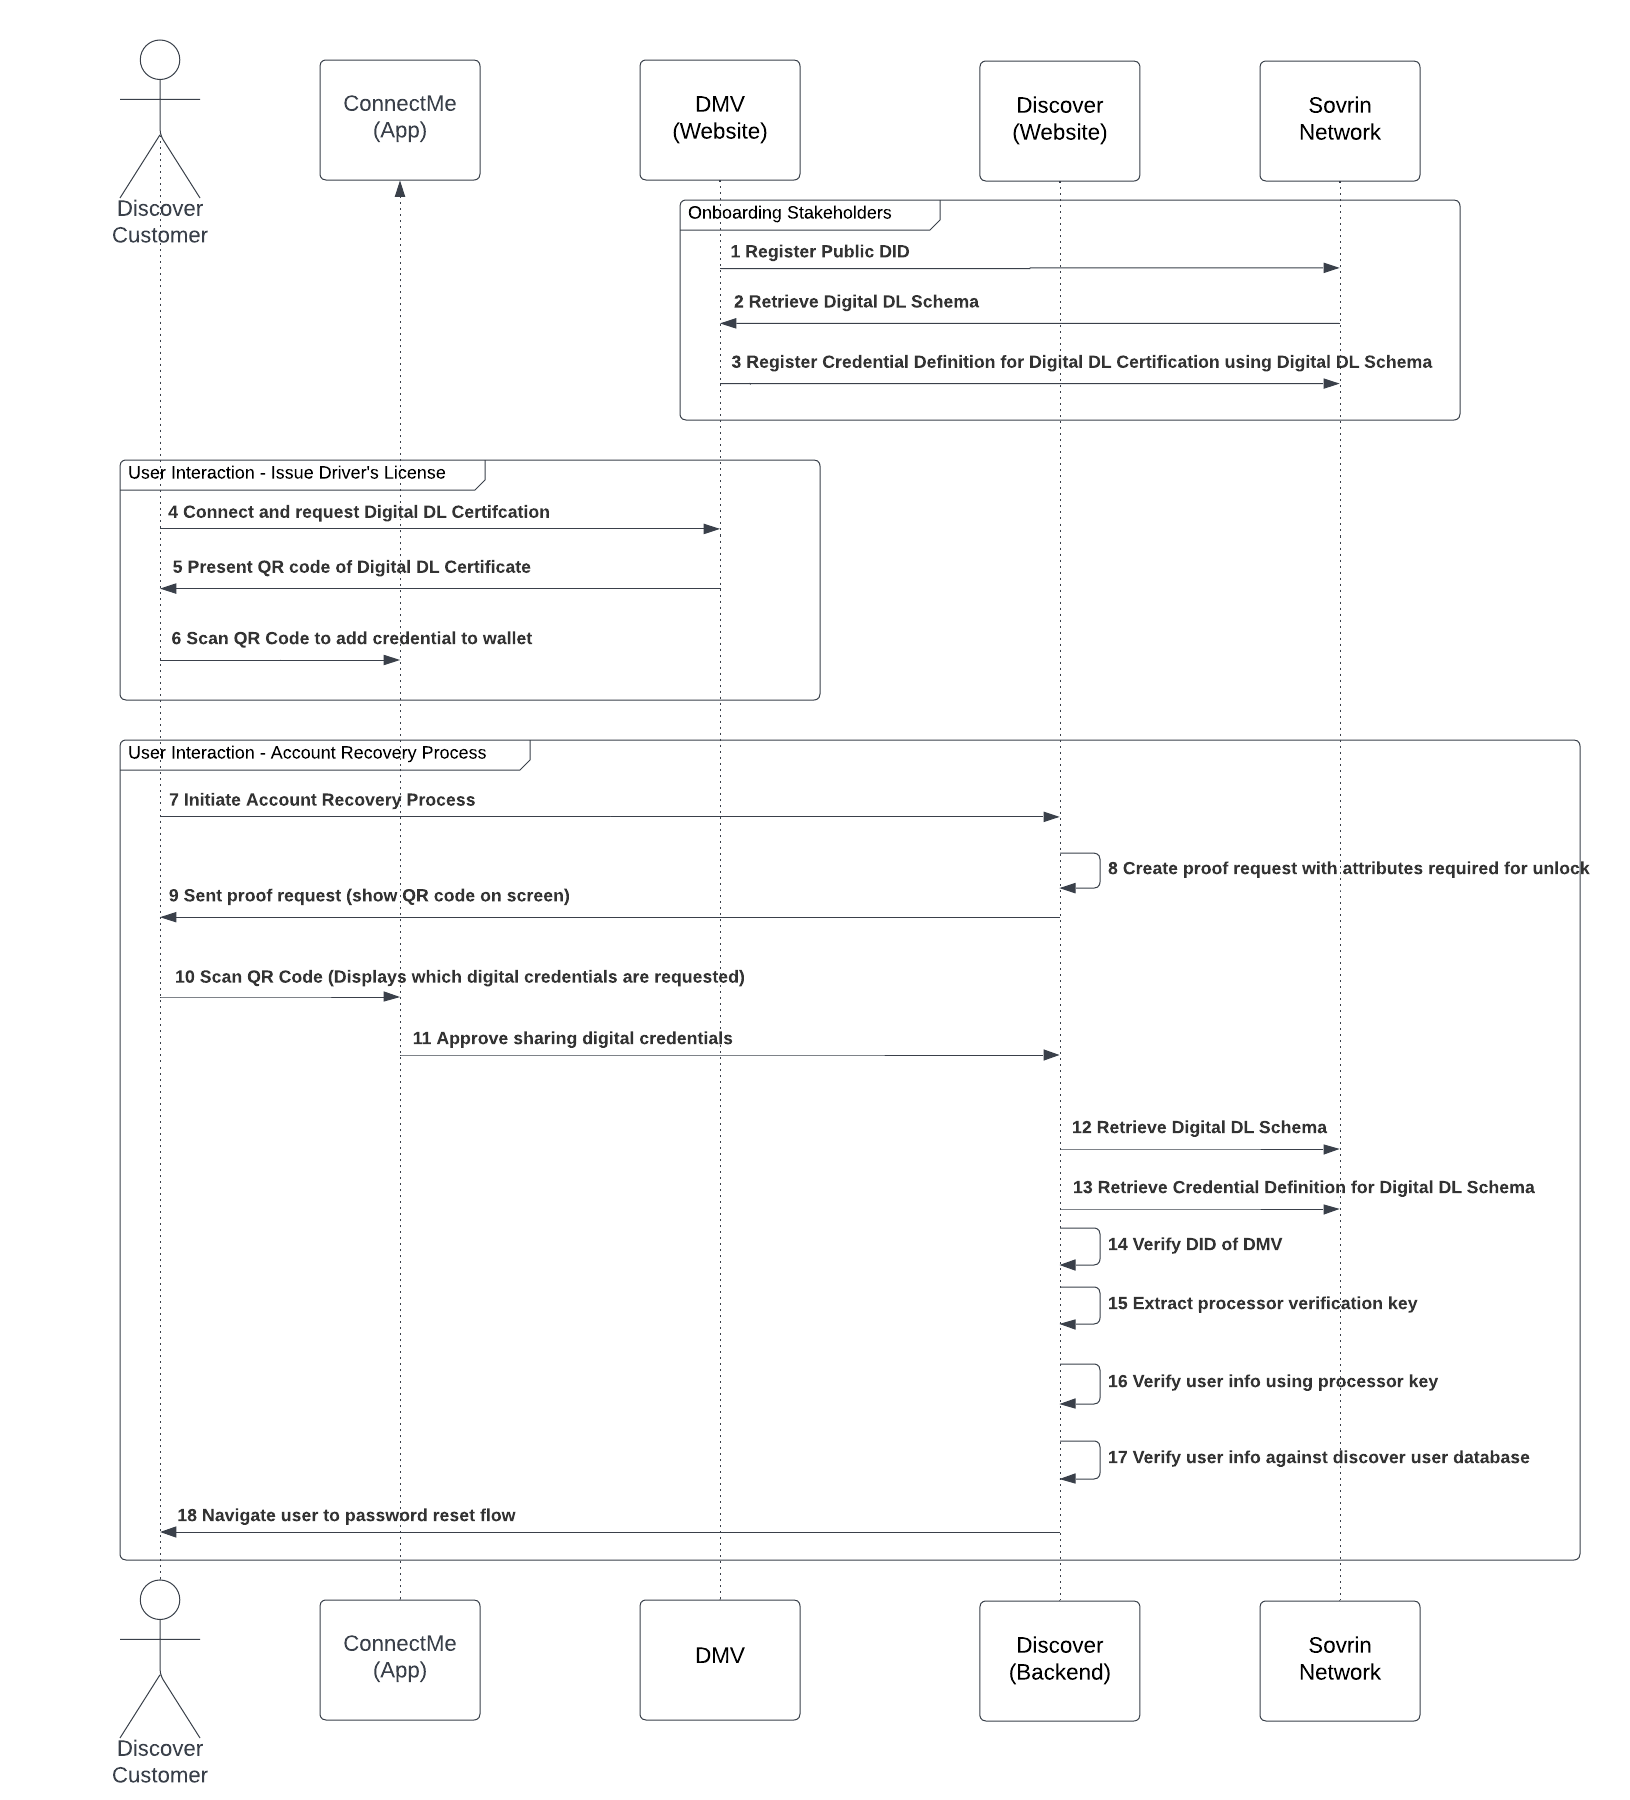 ConnectMe
(App)
DMV
(Website)
Discover
(Website)
Sovrin
Network
Discover
Customer
Onboarding Stakeholders
1 Register Public DID
2 Retrieve Digital DL Schema
3 Register Credential Definition for Digital DL Certification using Digital DL Schema
User Interaction - Issue Driver's License
4 Connect and request Digital DL Certifcation
5 Present QR code of Digital DL Certificate
6 Scan QR Code to add credential to wallet
User Interaction - Account Recovery Process
7 Initiate Account Recovery Process
8 Create proof request with attributes required for unlock
9 Sent proof request (show QR code on screen)
10 Scan QR Code (Displays which digital credentials are requested)
11 Approve sharing digital credentials
12 Retrieve Digital DL Schema
13 Retrieve Credential Definition for Digital DL Schema
14 Verify DID of DMV
15 Extract processor verification key
16 Verify user info using processor key
17 Verify user info against discover user database
18 Navigate user to password reset flow
ConnectMe
(App)
DMV
Discover
(Backend)
Sovrin
Network
Discover
Customer